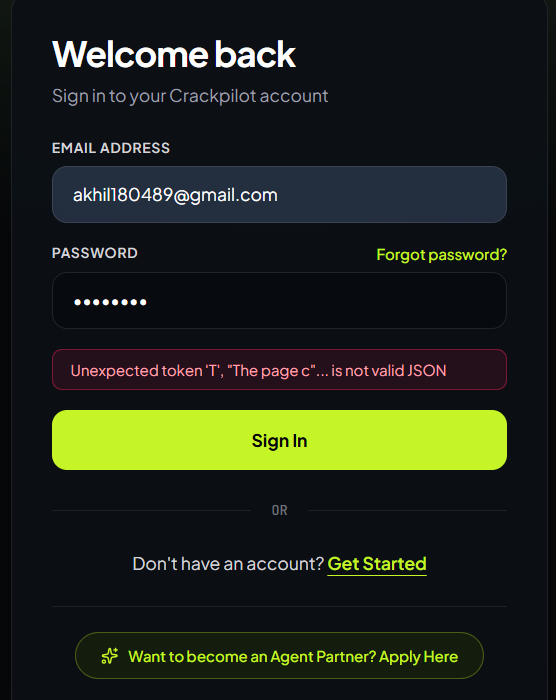 Welcome back
Sign in to your Crackpilot account
EMAIL ADDRESS
akhil180489@gmail.com
PASSWORD
Forgot password?
••••••••
Unexpected token 'T', "The page c"... is not valid JSON
Sign In
OR
Don't have an account? Get Started
Want to become an Agent Partner? Apply Here